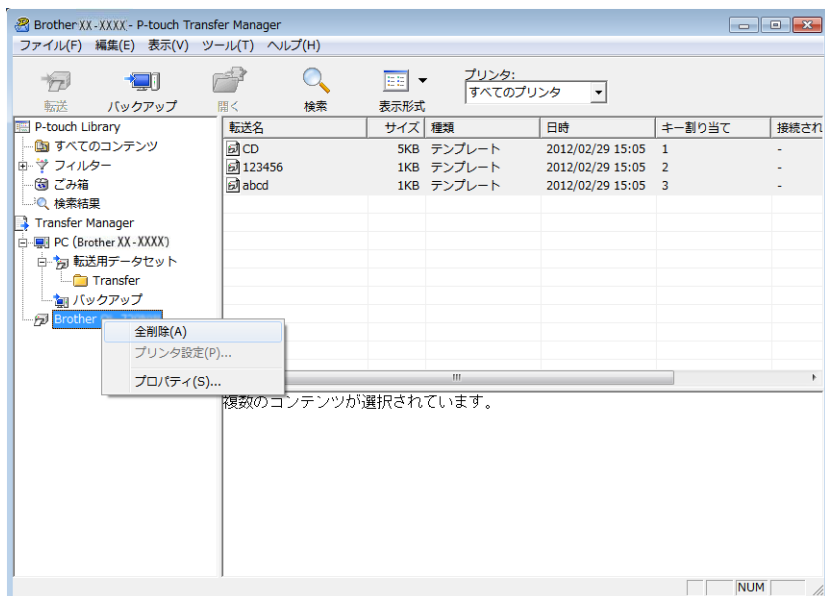 Brother XX-XXXX - P-touch Transfer Manager
ファイル(F) 編集(E) 表示(V) ツール(T) ヘルプ(H)
転送 バックアップ 開く 検索 表示形式
プリンタ:
すべてのプリンタ
P-touch Library
すべてのコンテンツ
フィルター
ごみ箱
検索結果
Transfer Manager
PC (Brother XX-XXXX)
転送用データセット
Transfer
バックアップ
Brother
全削除(A)
プリンタ設定(P)...
プロパティ(S)...
転送名 サイズ 種類 日時 キー割り当て 接続され
CD 5KB テンプレート 2012/02/29 15:05 1 -
123456 1KB テンプレート 2012/02/29 15:05 2 -
abcd 1KB テンプレート 2012/02/29 15:05 3 -
複数のコンテンツが選択されています。
NUM